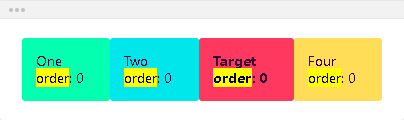 One
order: 0
Two
order: 0
Target
order: 0
Four
order: 0